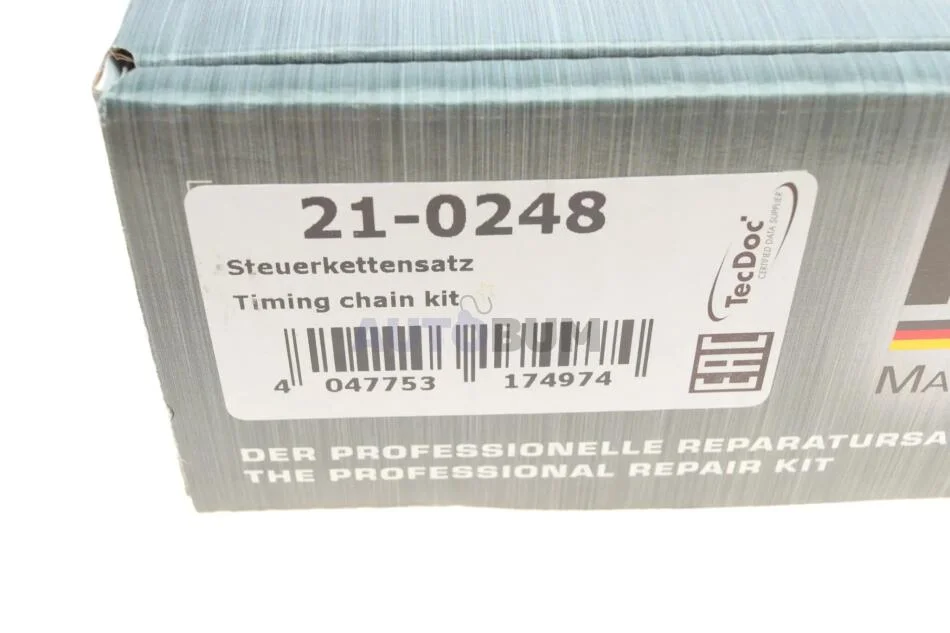 21-0248
Steuerkettensatz
Timing chain kit
AUTOBUM
4 047753 174974
TecDoc
CERTIFIED DATA SUPPLIER
EAC
DER PROFESSIONELLE REPARATURSA
THE PROFESSIONAL REPAIR KIT
MA